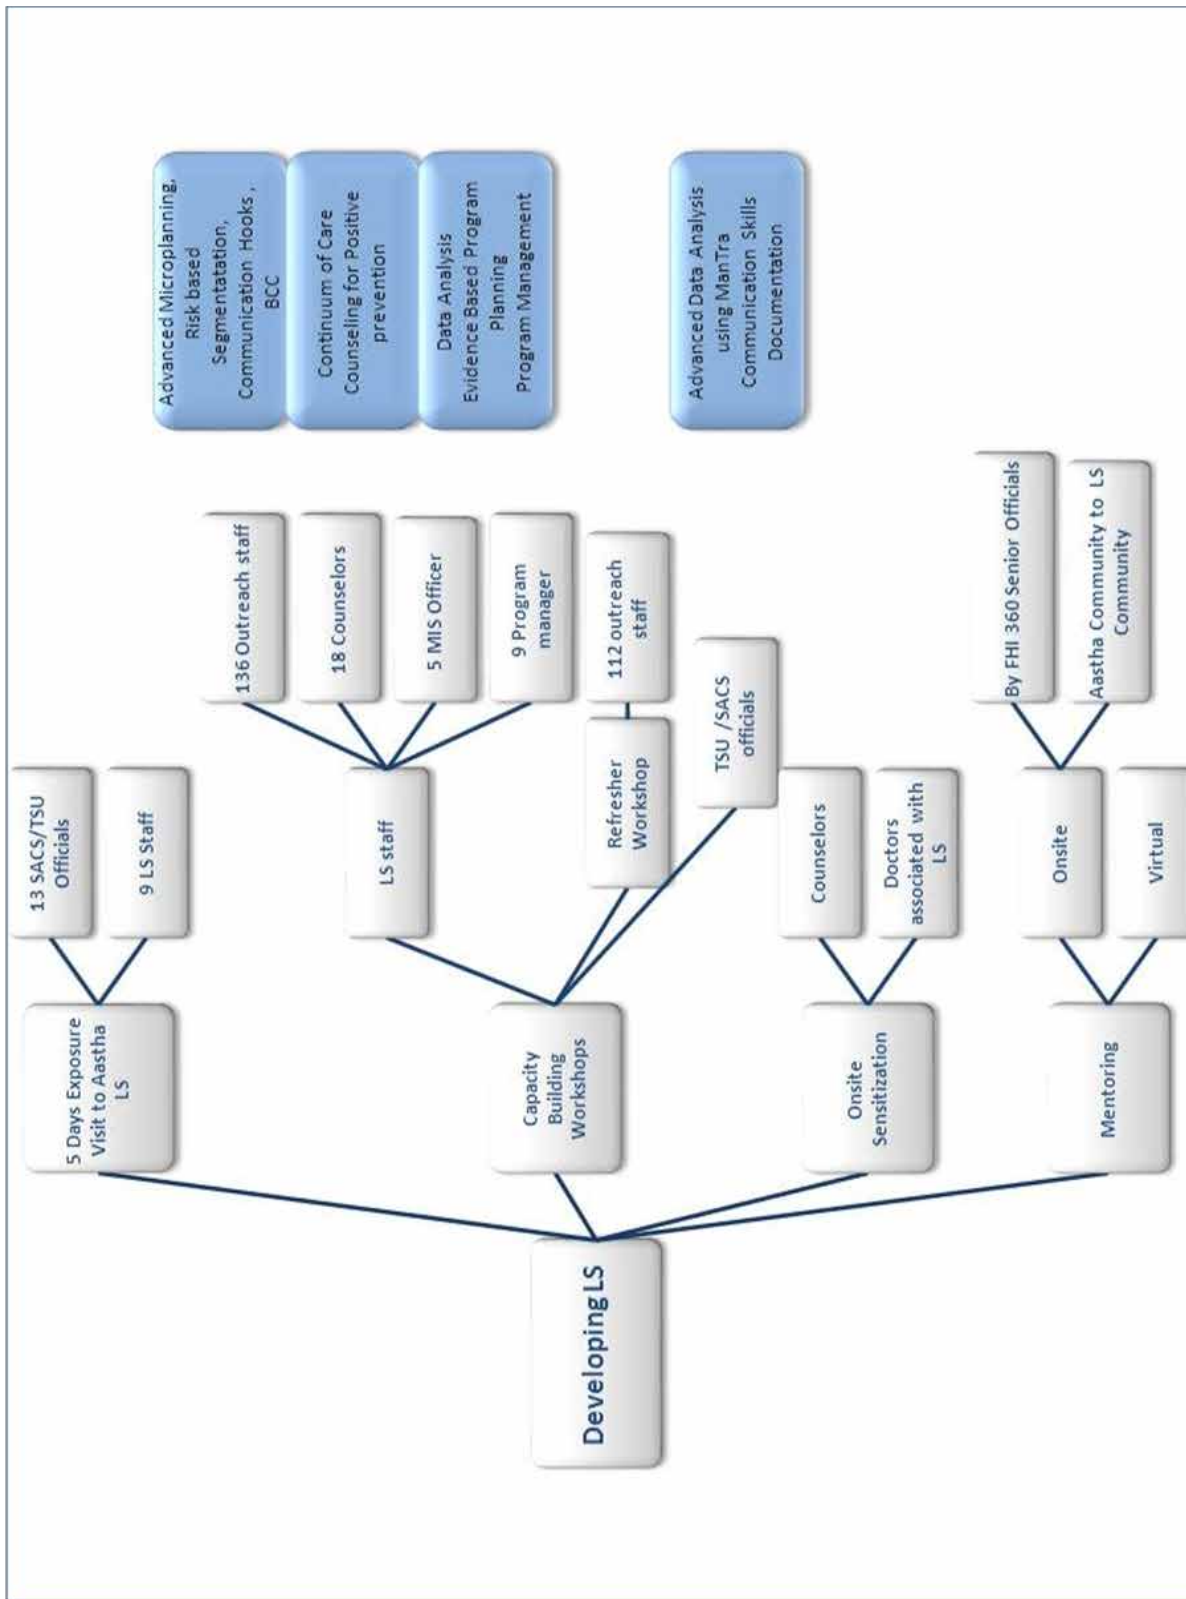 Developing LS
5 Days Exposure
Visit to Aastha
LS
13 SACS/TSU
Officials
9 LS Staff
Capacity
Building
Workshops
LS staff
136 Outreach staff
18 Counselors
5 MIS Officer
9 Program
manager
Refresher
Workshop
112 outreach
staff
TSU /SACS
officials
Onsite
Sensitization
Counselors
Doctors
associated with
LS
Mentoring
Onsite
By FHI 360 Senior Officials
Aastha Community to LS
Community
Virtual
Advanced Microplanning,
Risk based
Segmentatation,
Communication Hooks ,
BCC
Continuum of Care
Counseling for Positive
prevention
Data Analysis
Evidence Based Program
Planning
Program Management
Advanced Data Analysis
using ManTra
Communication Skills
Documentation